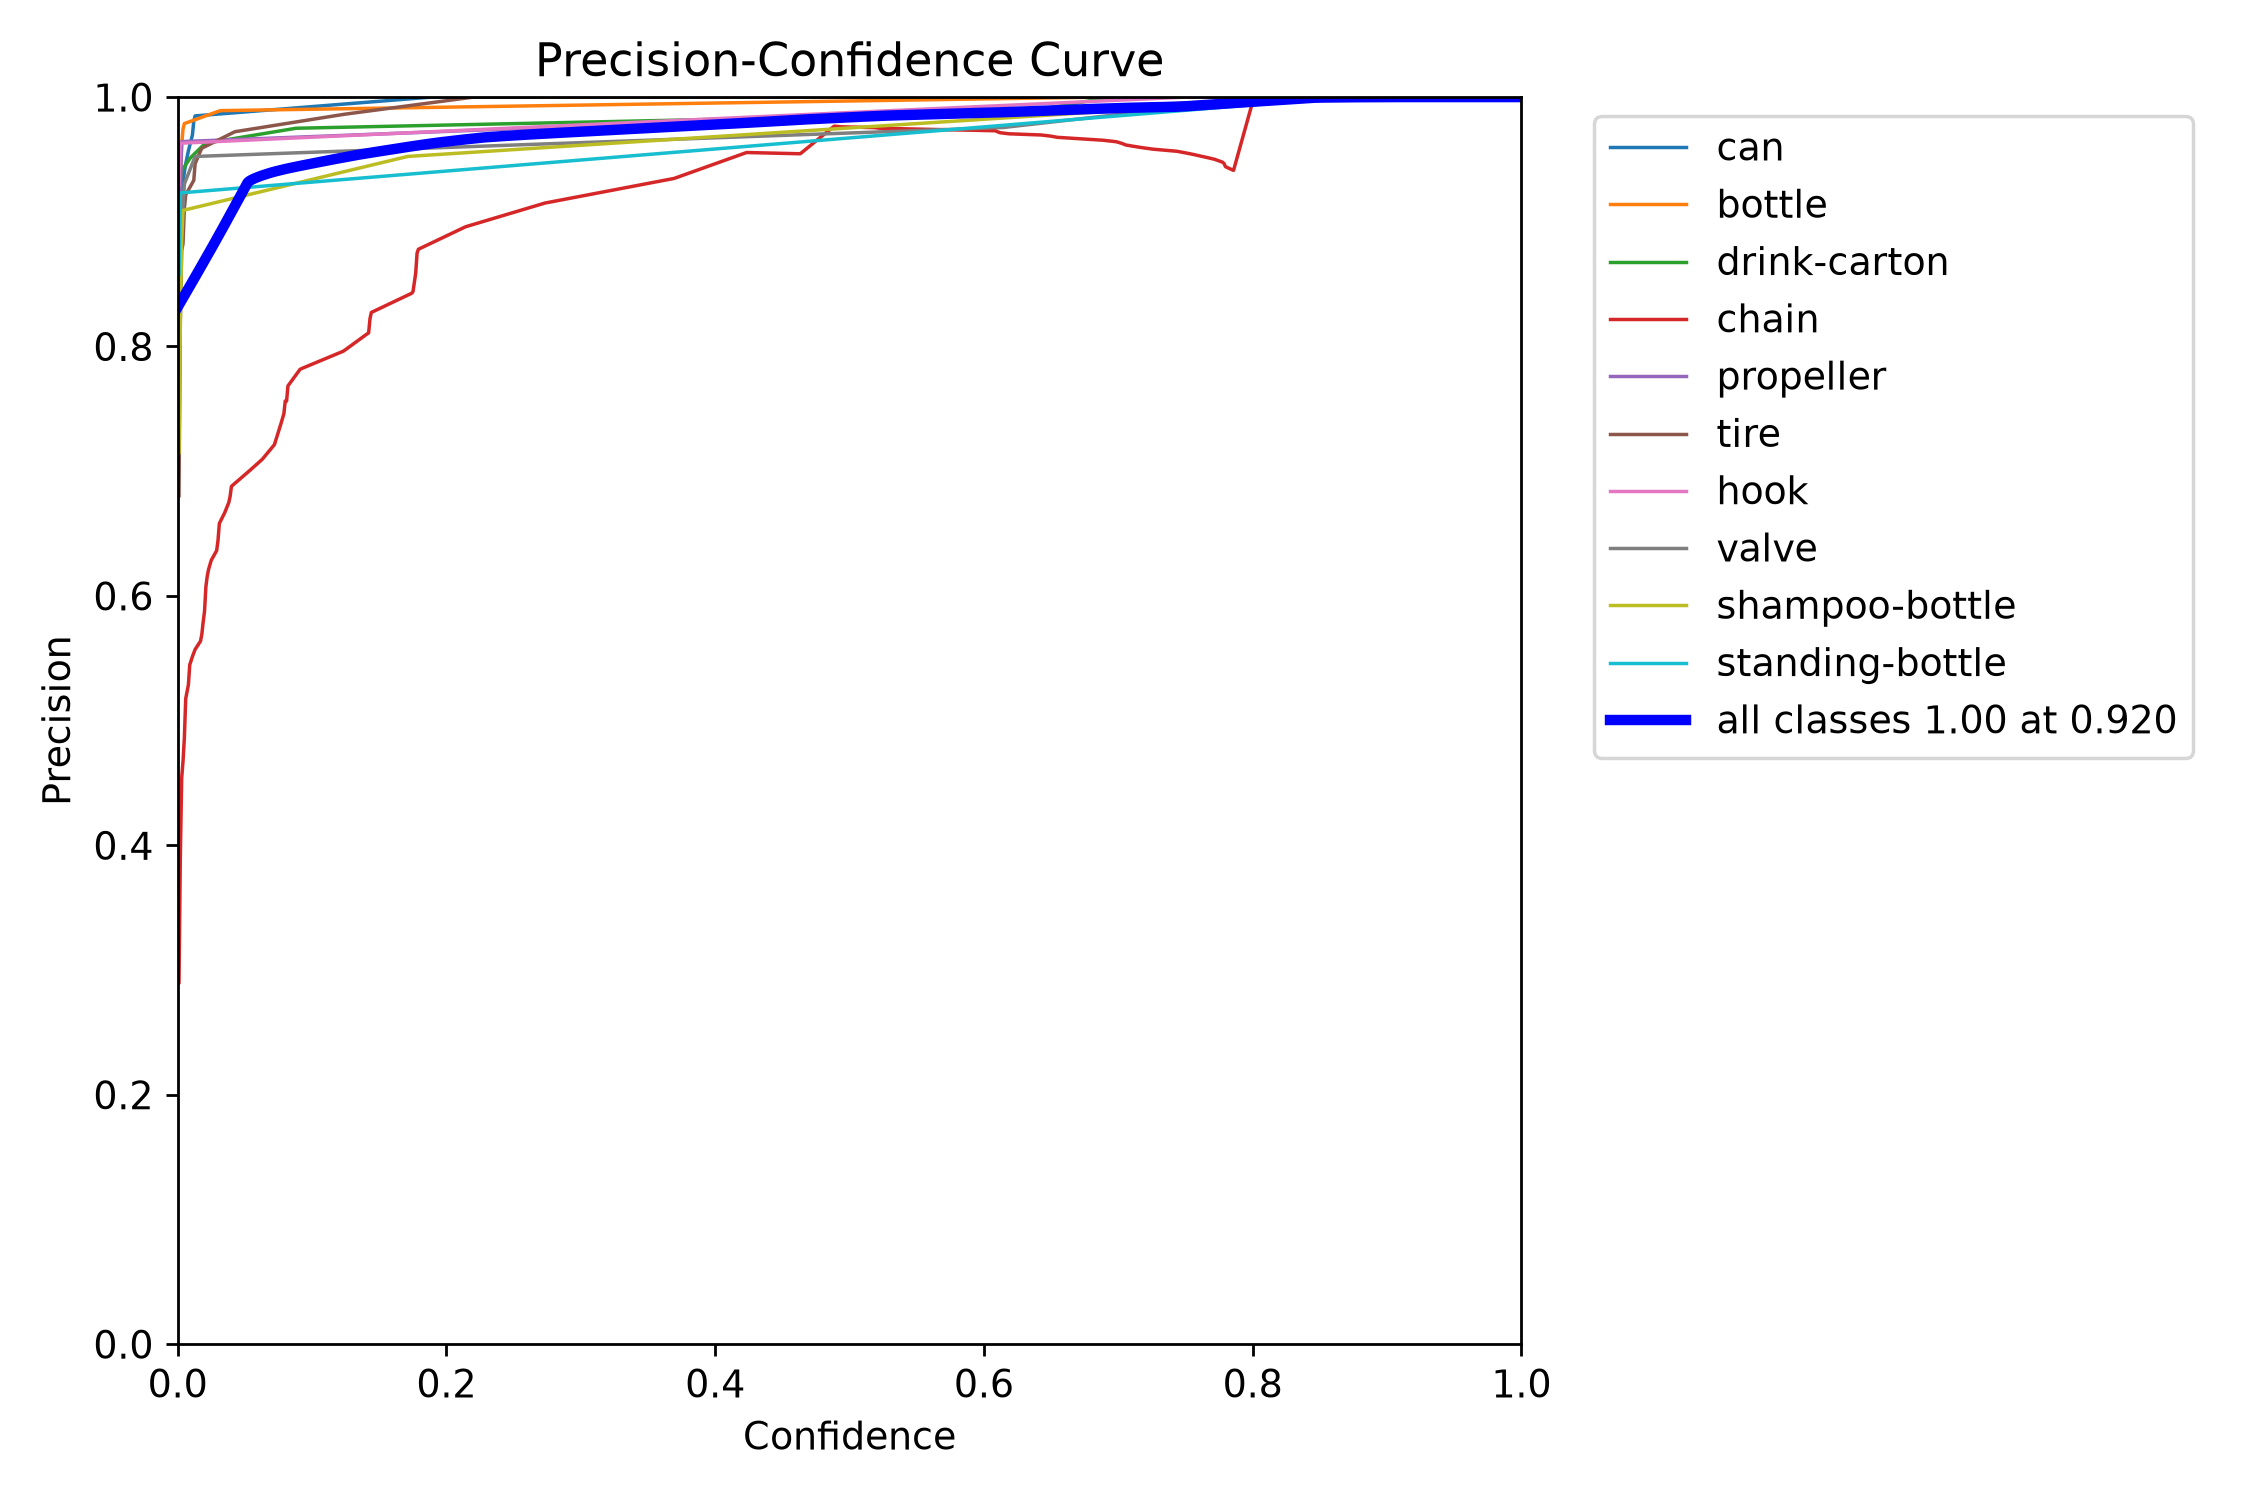 Precision-Confidence Curve
1.0
0.8
0.6
0.4
0.2
0.0
Precision
0.0 0.2 0.4 0.6 0.8 1.0
Confidence
can
bottle
drink-carton
chain
propeller
tire
hook
valve
shampoo-bottle
standing-bottle
all classes 1.00 at 0.920